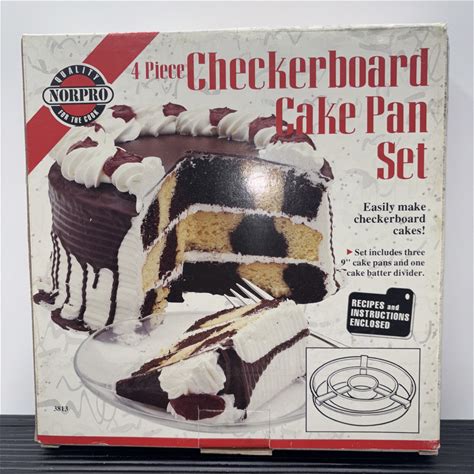 QUALITY
NORPRO
FOR THE COOK
4 Piece Checkerboard
Cake Pan
Set
Easily make
checkerboard
cakes!
▸ Set includes three
9" cake pans and one
cake batter divider.
RECIPES and
INSTRUCTIONS
ENCLOSED
3813